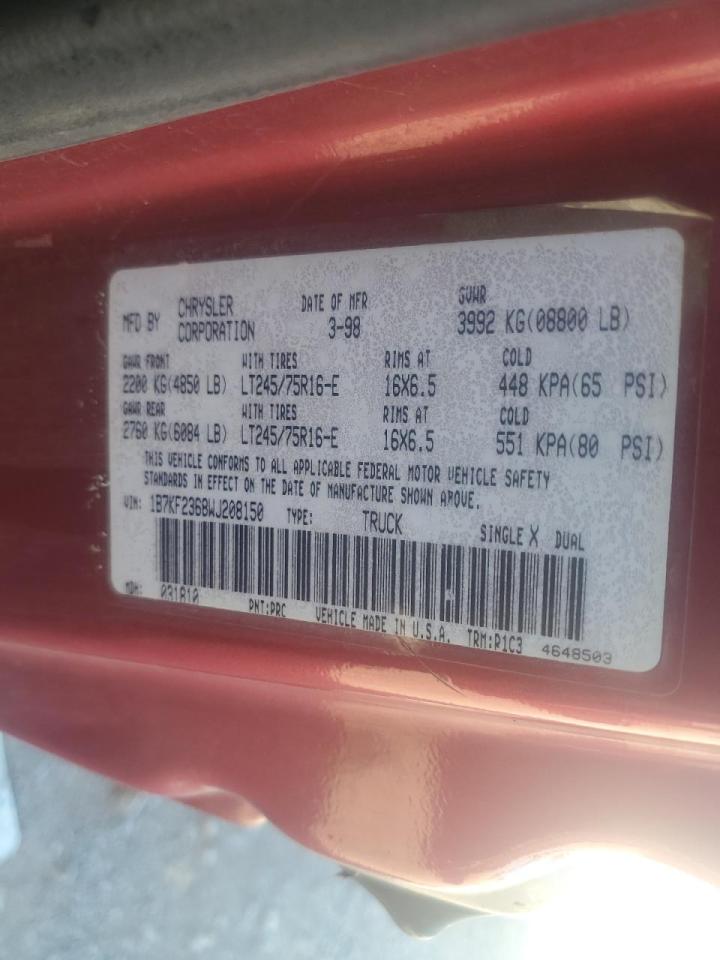 MFD BY CHRYSLER CORPORATION DATE OF MFR 3-98 GVWR 3992 KG(08800 LB)
GAWR FRONT WITH TIRES RIMS AT COLD
2200 KG(4850 LB) LT245/75R16-E 16X6.5 448 KPA(65 PSI)
GAWR REAR WITH TIRES RIMS AT COLD
2760 KG(6084 LB) LT245/75R16-E 16X6.5 551 KPA(80 PSI)
THIS VEHICLE CONFORMS TO ALL APPLICABLE FEDERAL MOTOR VEHICLE SAFETY
STANDARDS IN EFFECT ON THE DATE OF MANUFACTURE SHOWN ABOVE.
VIN: 1B7KF2368WJ208150 TYPE: TRUCK SINGLE X DUAL
MDH: 031810 PNT:PRC VEHICLE MADE IN U.S.A. TRM:P1C3 4648503